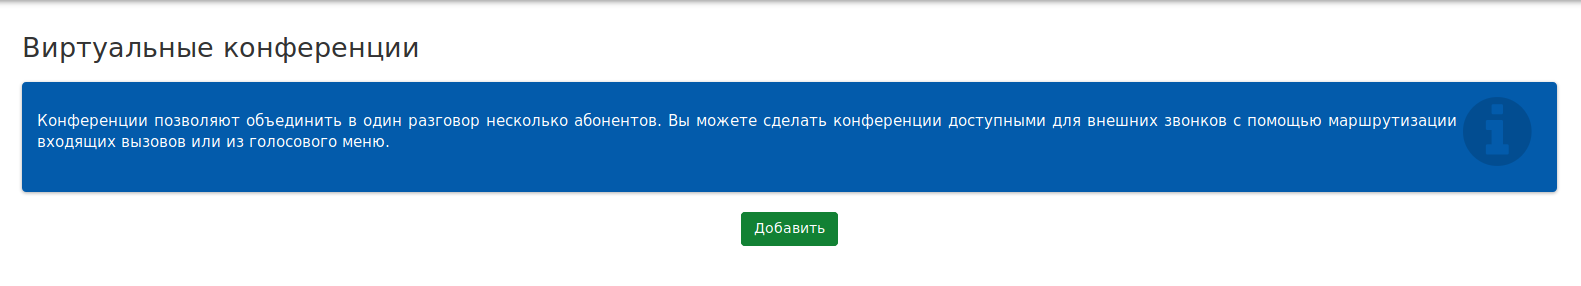 Виртуальные конференции
Конференции позволяют объединить в один разговор несколько абонентов. Вы можете сделать конференции доступными для внешних звонков с помощью маршрутизации
входящих вызовов или из голосового меню.
Добавить